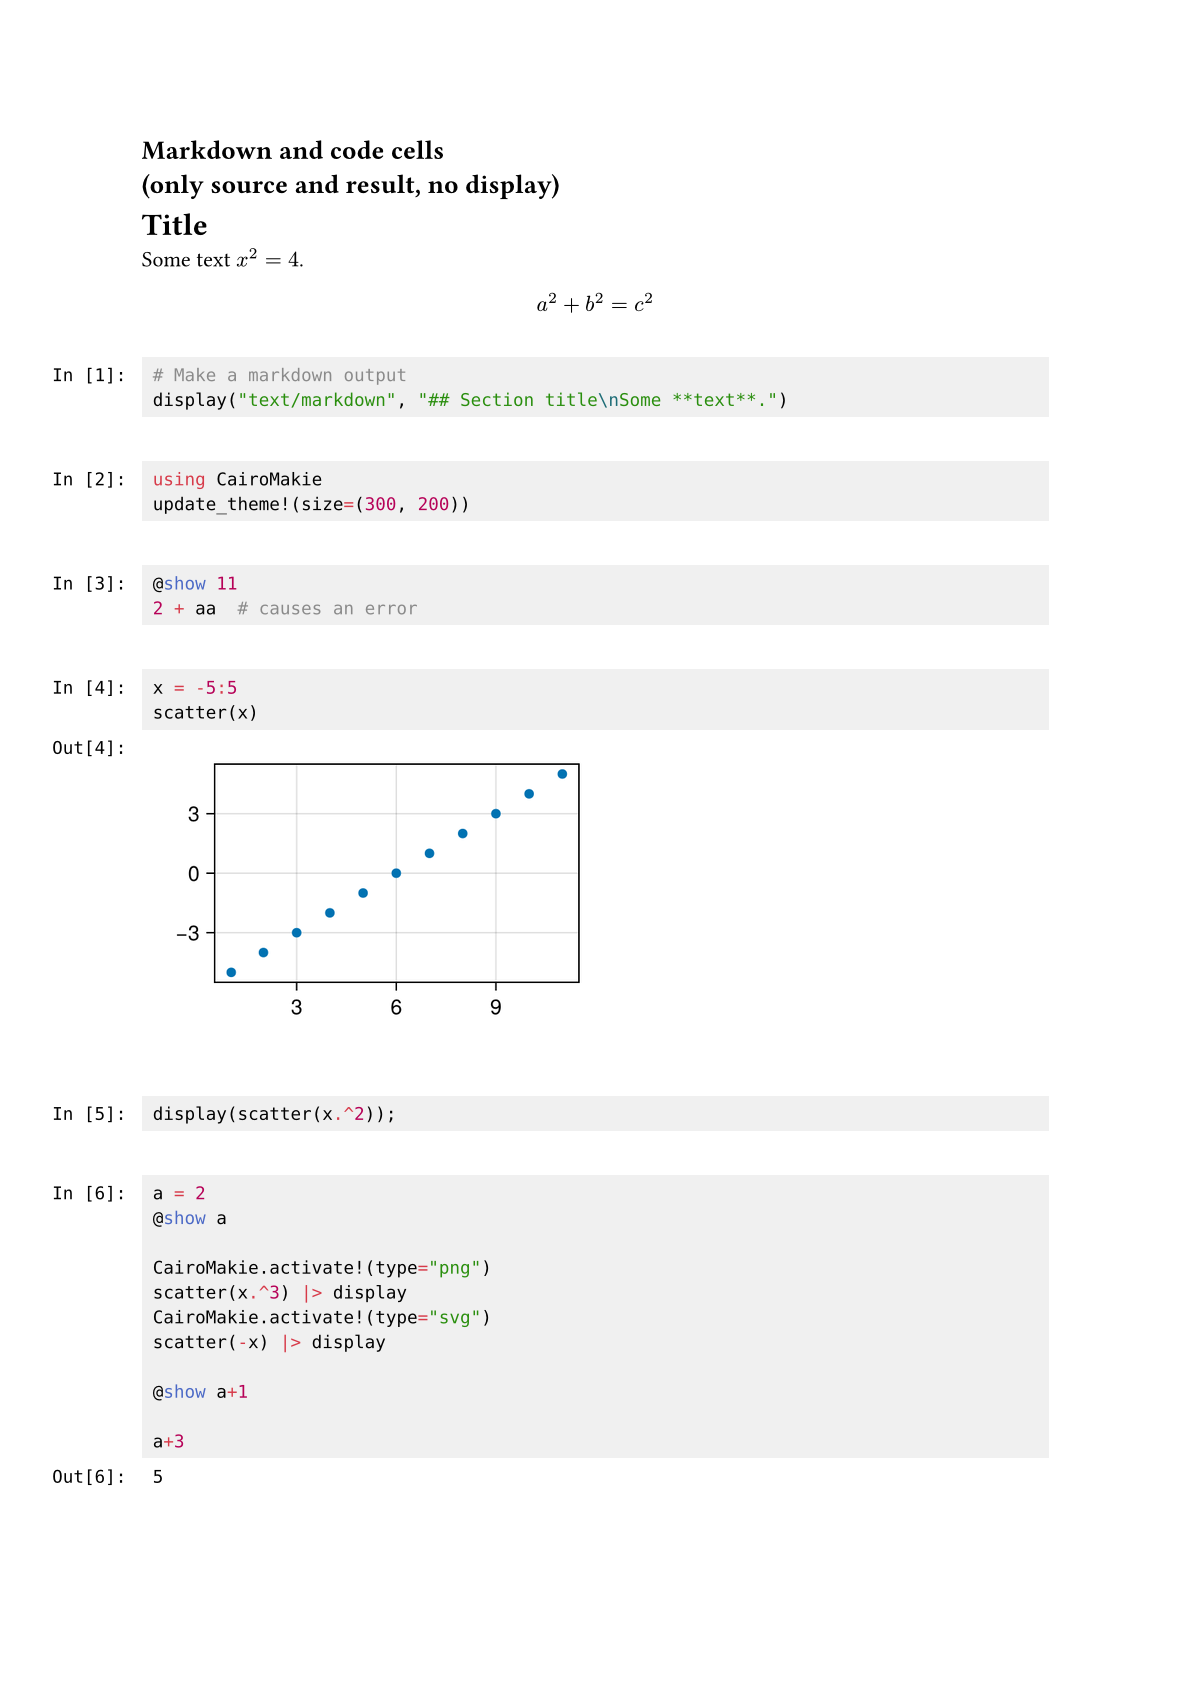 Markdown and code cells
(only source and result, no display)
Title
Some text x² = 4.
a² + b² = c²
In [1]: # Make a markdown output
display("text/markdown", "## Section title\nSome **text**.")
In [2]: using CairoMakie
update_theme!(size=(300, 200))
In [3]: @show 11
2 + aa  # causes an error
In [4]: x = -5:5
scatter(x)
Out[4]:
3
0
−3
3 6 9
In [5]: display(scatter(x.^2));
In [6]: a = 2
@show a
CairoMakie.activate!(type="png")
scatter(x.^3) |> display
CairoMakie.activate!(type="svg")
scatter(-x) |> display
@show a+1
a+3
Out[6]: 5